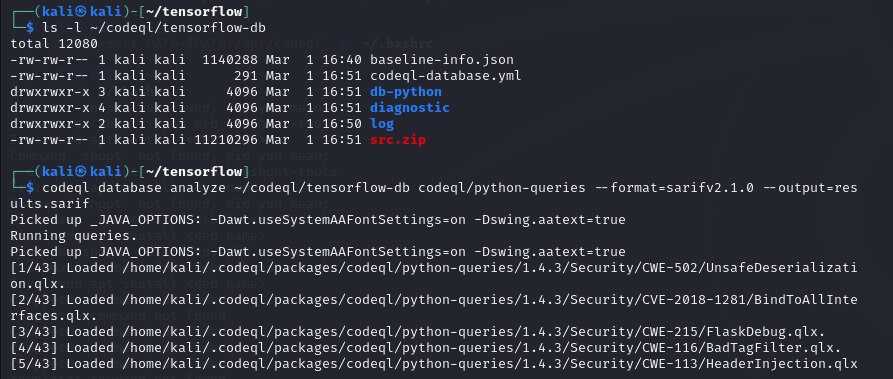 ┌──(kali㉿kali)-[~/tensorflow]
└─$ ls -l ~/codeql/tensorflow-db
total 12080
-rw-rw-r-- 1 kali kali  1140288 Mar  1 16:40 baseline-info.json
-rw-rw-r-- 1 kali kali      291 Mar  1 16:51 codeql-database.yml
drwxrwxr-x 3 kali kali     4096 Mar  1 16:51 db-python
drwxrwxr-x 4 kali kali     4096 Mar  1 16:51 diagnostic
drwxrwxr-x 2 kali kali     4096 Mar  1 16:50 log
-rw-rw-r-- 1 kali kali 11210296 Mar  1 16:51 src.zip
┌──(kali㉿kali)-[~/tensorflow]
└─$ codeql database analyze ~/codeql/tensorflow-db codeql/python-queries --format=sarifv2.1.0 --output=res
ults.sarif
Picked up _JAVA_OPTIONS: -Dawt.useSystemAAFontSettings=on -Dswing.aatext=true
Running queries.
Picked up _JAVA_OPTIONS: -Dawt.useSystemAAFontSettings=on -Dswing.aatext=true
[1/43] Loaded /home/kali/.codeql/packages/codeql/python-queries/1.4.3/Security/CWE-502/UnsafeDeserializati
on.qlx.
[2/43] Loaded /home/kali/.codeql/packages/codeql/python-queries/1.4.3/Security/CVE-2018-1281/BindToAllInte
rfaces.qlx.
[3/43] Loaded /home/kali/.codeql/packages/codeql/python-queries/1.4.3/Security/CWE-215/FlaskDebug.qlx.
[4/43] Loaded /home/kali/.codeql/packages/codeql/python-queries/1.4.3/Security/CWE-116/BadTagFilter.qlx.
[5/43] Loaded /home/kali/.codeql/packages/codeql/python-queries/1.4.3/Security/CWE-113/HeaderInjection.qlx